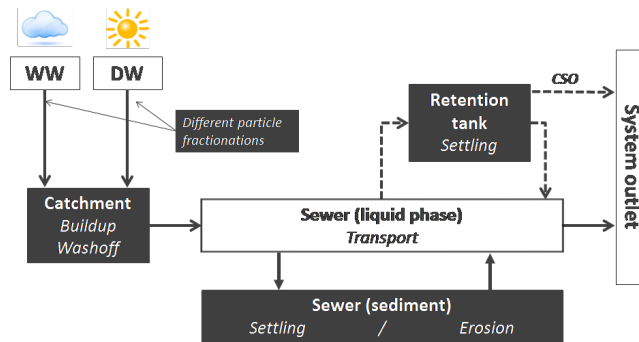 WW
DW
Different particle
fractionations
Catchment
Buildup
Washoff
Retention
tank
Settling
CSO
Sewer (liquid phase)
Transport
Sewer (sediment)
Settling / Erosion
System outlet